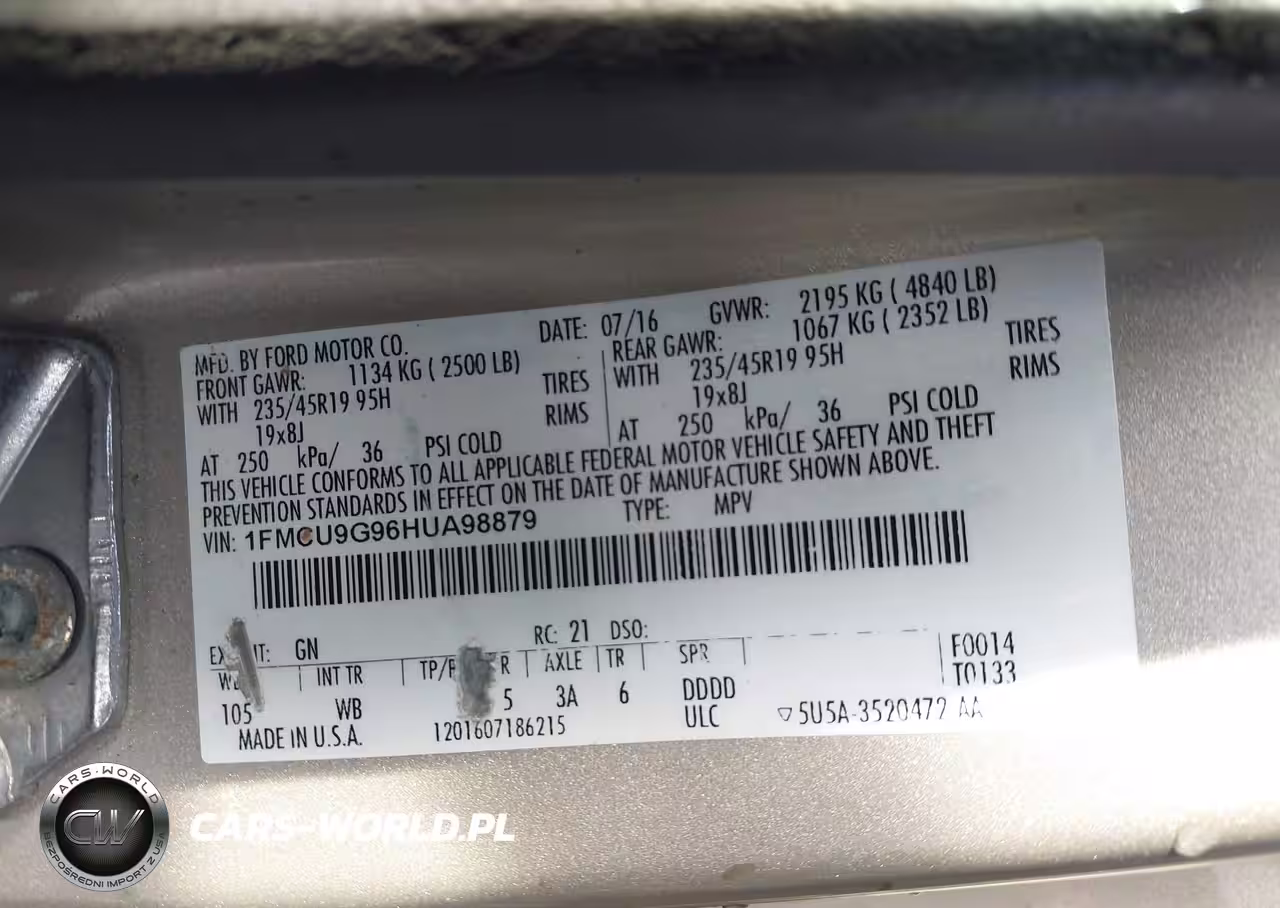 MFD. BY FORD MOTOR CO. DATE: 07/16 GVWR: 2195 KG ( 4840 LB)
FRONT GAWR: 1134 KG ( 2500 LB) REAR GAWR: 1067 KG ( 2352 LB)
WITH 235/45R19 95H TIRES WITH 235/45R19 95H TIRES
19x8J RIMS 19x8J RIMS
AT 250 kPa/ 36 PSI COLD AT 250 kPa/ 36 PSI COLD
THIS VEHICLE CONFORMS TO ALL APPLICABLE FEDERAL MOTOR VEHICLE SAFETY AND THEFT
PREVENTION STANDARDS IN EFFECT ON THE DATE OF MANUFACTURE SHOWN ABOVE.
VIN: 1FMCU9G96HUA98879 TYPE: MPV
GN RC: 21 DSO:
INT TR R AXLE TR SPR F0014
105 WB 5 3A 6 DDDD T0133
MADE IN U.S.A. 1201607186215 ULC ▽5U5A-3520472 AA
CARS-WORLD
CW
BEZPOŚREDNI IMPORT Z USA
CARS-WORLD.PL